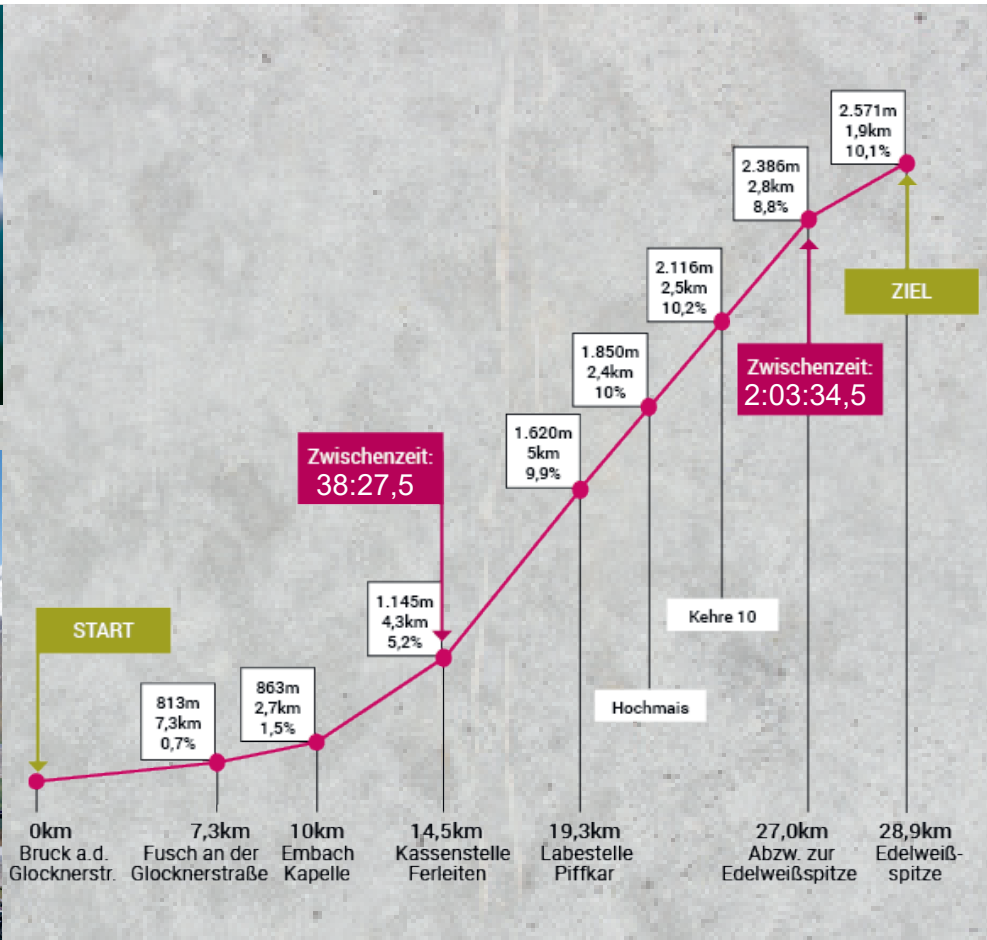 2.571m
1,9km
10,1%
2.386m
2,8km
8,8%
2.116m
2,5km
10,2%
ZIEL
1.850m
2,4km
10%
Zwischenzeit:
2:03:34,5
1.620m
5km
9,9%
Zwischenzeit:
38:27,5
1.145m
4,3km
5,2%
Kehre 10
START
863m
2,7km
1,5%
813m
7,3km
0,7%
Hochmais
0km
Bruck a.d.
Glocknerstr.
7,3km
Fusch an der
Glocknerstraße
10km
Embach
Kapelle
14,5km
Kassenstelle
Ferleiten
19,3km
Labestelle
Piffkar
27,0km
Abzw. zur
Edelweißspitze
28,9km
Edelweiß-
spitze